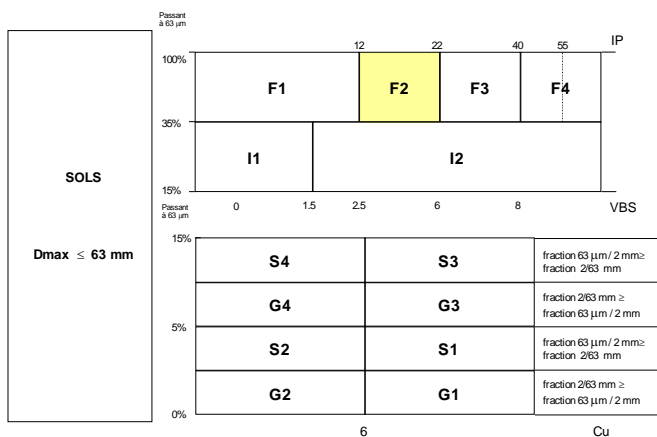 Passant
à 63 µm
12 22 40 55 IP
100%
F1 F2 F3 F4
35%
I1 I2
SOLS
15%
Passant
à 63 µm
0 1.5 2.5 6 8 VBS
15%
Dmax ≤ 63 mm
S4 S3 fraction 63 µm / 2 mm≥
fraction 2/63 mm
G4 G3 fraction 2/63 mm ≥
fraction 63 µm / 2 mm
5%
S2 S1 fraction 63 µm / 2 mm≥
fraction 2/63 mm
G2 G1 fraction 2/63 mm ≥
fraction 63 µm / 2 mm
0%
6 Cu